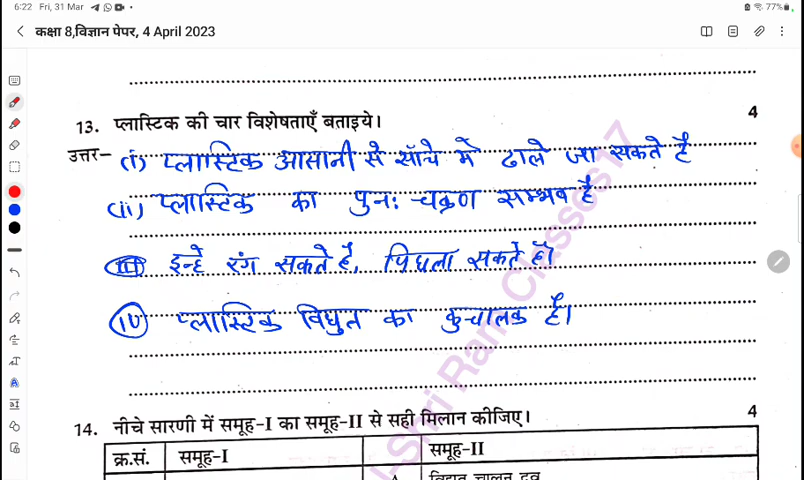 6:22 Fri, 31 Mar 77%
कक्षा 8,विज्ञान पेपर, 4 April 2023
13. प्लास्टिक की चार विशेषताएँ बताइये। 4
उत्तर– (i) प्लास्टिक आसानी से साँचे में ढाले जा सकते है
(ii) प्लास्टिक का पुनः चक्रण सम्भव है
(iii) इन्हे रंग सकते है, पिघला सकते है।
(iv) प्लास्टिक विधुत का कुचालक है।
14. नीचे सारणी में समूह-I का समूह-II से सही मिलान कीजिए। 4
क्र.सं. समूह-I समूह-II
Shri Ram Classes17